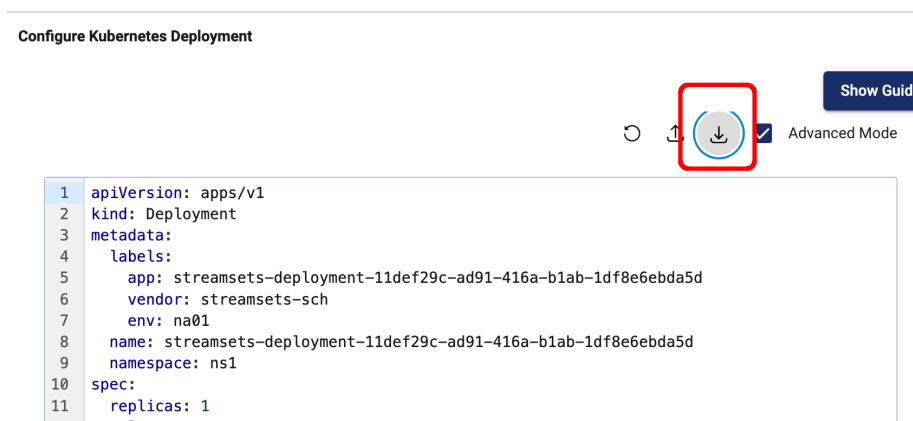 Configure Kubernetes Deployment
Show Guid
Advanced Mode
1 apiVersion: apps/v1
2 kind: Deployment
3 metadata:
4 labels:
5 app: streamsets-deployment-11def29c-ad91-416a-b1ab-1df8e6ebda5d
6 vendor: streamsets-sch
7 env: na01
8 name: streamsets-deployment-11def29c-ad91-416a-b1ab-1df8e6ebda5d
9 namespace: ns1
10 spec:
11 replicas: 1